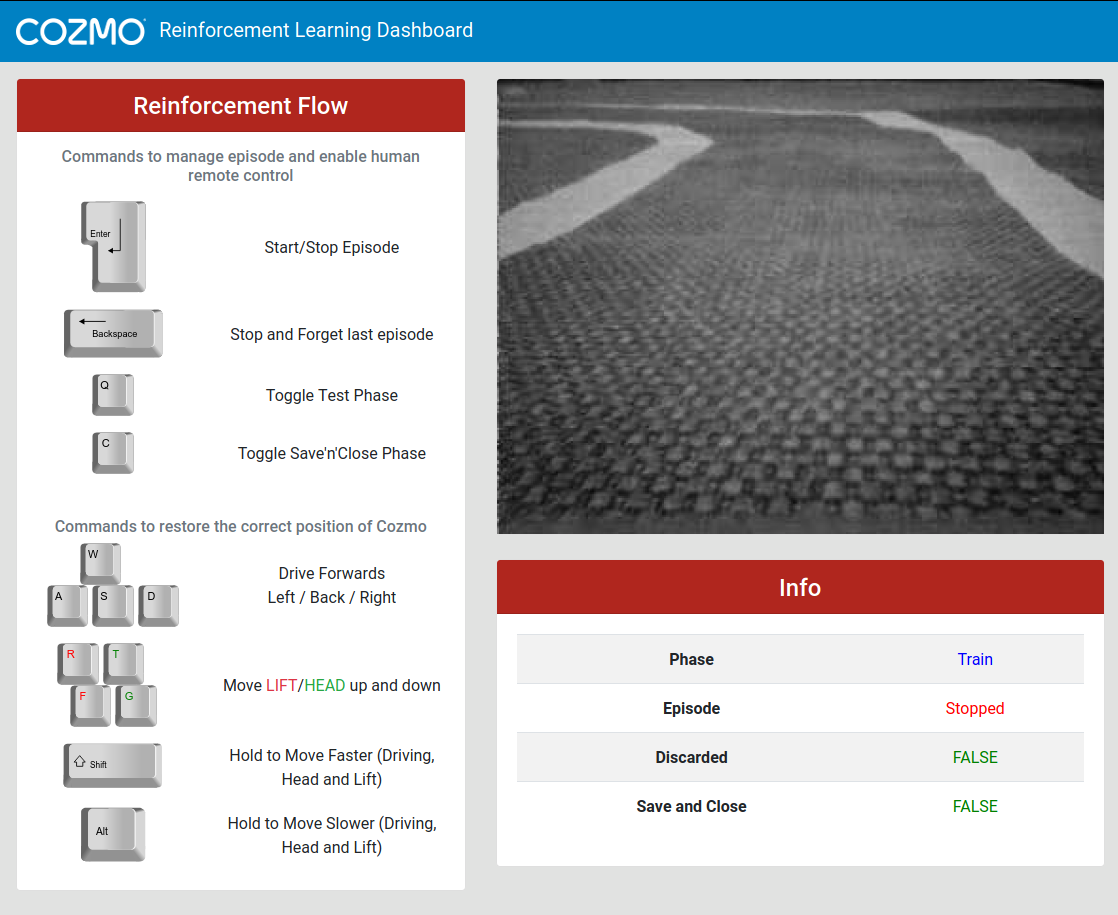 COZMO Reinforcement Learning Dashboard
Reinforcement Flow
Commands to manage episode and enable human
remote control
Enter
Start/Stop Episode
Backspace
Stop and Forget last episode
Q
Toggle Test Phase
C
Toggle Save'n'Close Phase
Commands to restore the correct position of Cozmo
W
A S D
Drive Forwards
Left / Back / Right
R T
F G
Move LIFT/HEAD up and down
Shift
Hold to Move Faster (Driving,
Head and Lift)
Alt
Hold to Move Slower (Driving,
Head and Lift)
Info
Phase Train
Episode Stopped
Discarded FALSE
Save and Close FALSE